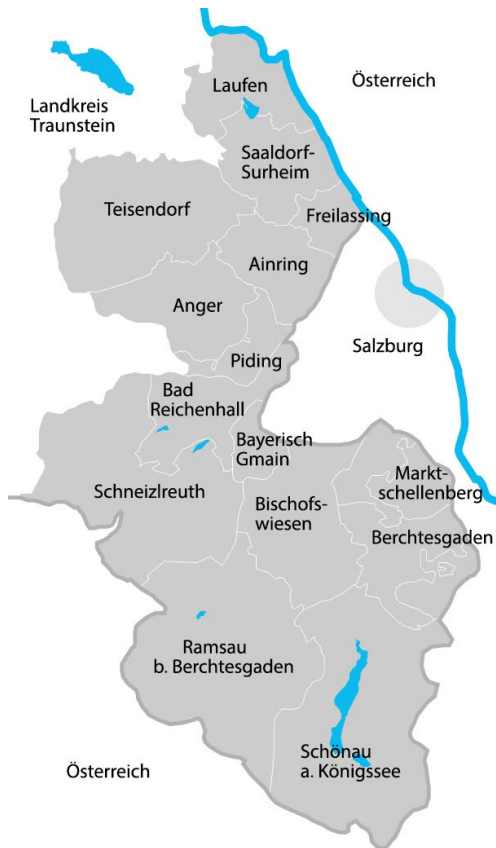 Laufen
Österreich
Landkreis
Traunstein
Saaldorf-
Surheim
Teisendorf
Freilassing
Ainring
Anger
Salzburg
Piding
Bad
Reichenhall
Bayerisch
Gmain
Markt-
schellenberg
Schneizlreuth
Bischofs-
wiesen
Berchtesgaden
Ramsau
b. Berchtesgaden
Schönau
a. Königssee
Österreich